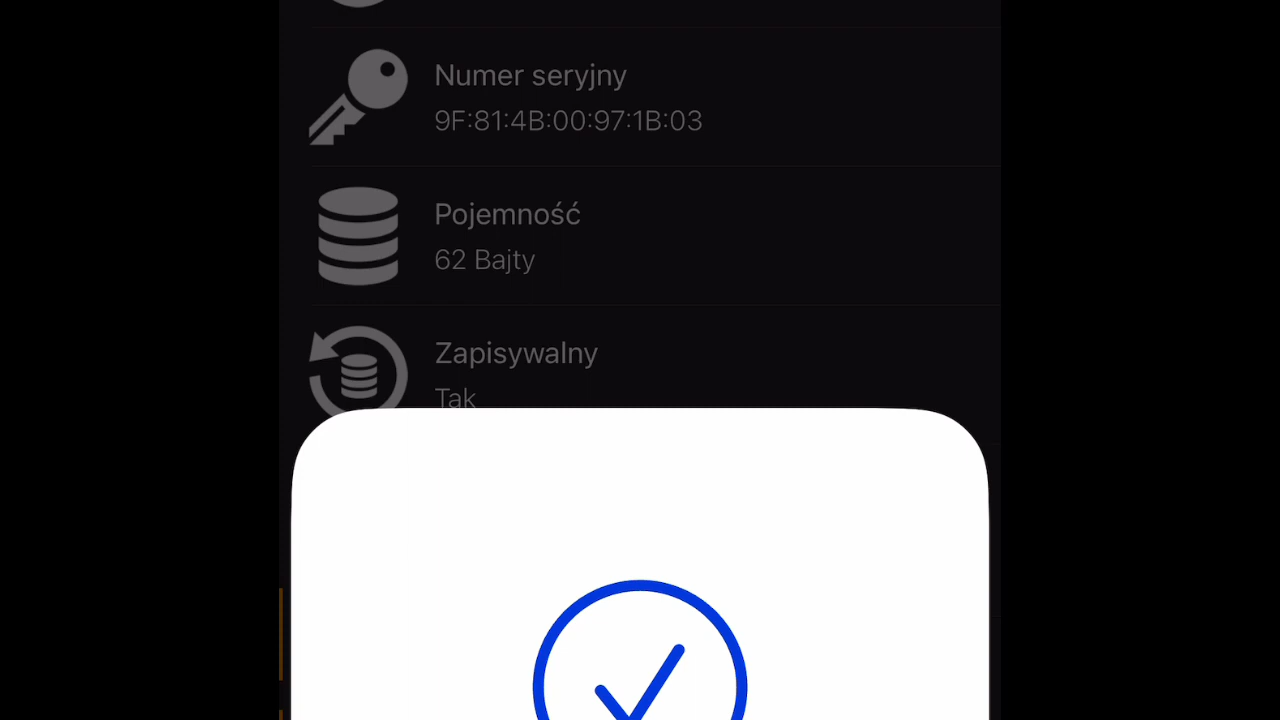 Numer seryjny
9F:81:4B:00:97:1B:03
Pojemność
62 Bajty
Zapisywalny
Tak